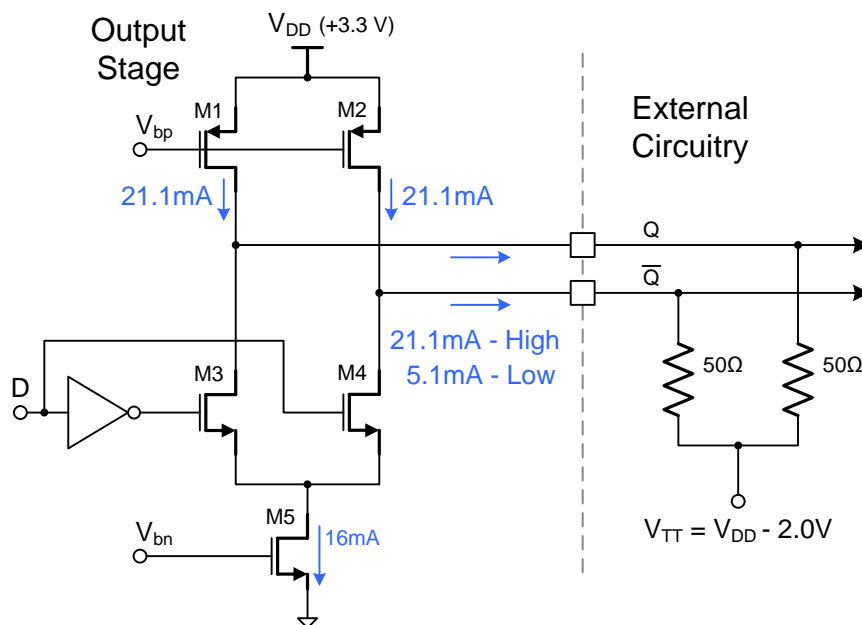 Output
Stage
V_DD (+3.3 V)
M1
M2
V_bp
21.1mA
21.1mA
External
Circuitry
Q
Q̅
21.1mA - High
5.1mA - Low
50Ω
50Ω
D
M3
M4
V_bn
M5
16mA
V_TT = V_DD - 2.0V